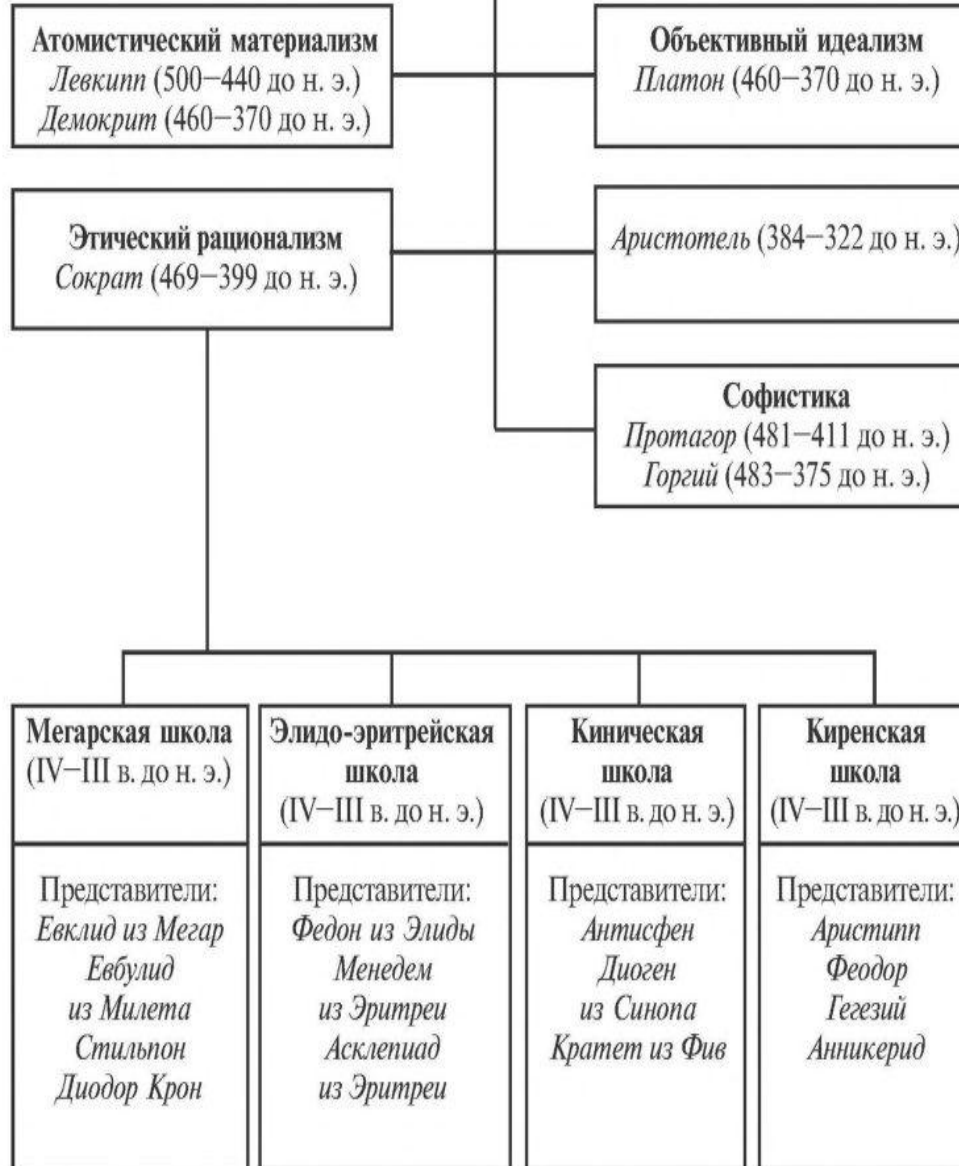 Атомистический материализм
Левкипп (500–440 до н. э.)
Демокрит (460–370 до н. э.)
Объективный идеализм
Платон (460–370 до н. э.)
Этический рационализм
Сократ (469–399 до н. э.)
Аристотель (384–322 до н. э.)
Софистика
Протагор (481–411 до н. э.)
Горгий (483–375 до н. э.)
Мегарская школа
(IV–III в. до н. э.)
Представители:
Евклид из Мегар
Евбулид
из Милета
Стильпон
Диодор Крон
Элидо-эритрейская
школа
(IV–III в. до н. э.)
Представители:
Федон из Элиды
Менедем
из Эритреи
Асклепиад
из Эритреи
Киническая
школа
(IV–III в. до н. э.)
Представители:
Антисфен
Диоген
из Синопа
Кратет из Фив
Киренская
школа
(IV–III в. до н. э.)
Представители:
Аристипп
Феодор
Гегезий
Анникерид